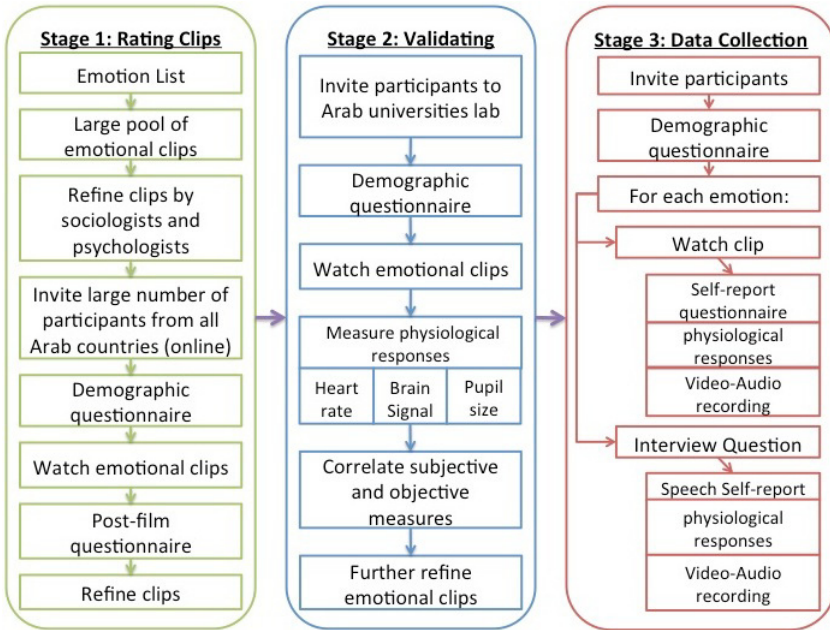 Stage 1: Rating Clips
Emotion List
Large pool of
emotional clips
Refine clips by
sociologists and
psychologists
Invite large number of
participants from all
Arab countries (online)
Demographic
questionnaire
Watch emotional clips
Post-film
questionnaire
Refine clips
Stage 2: Validating
Invite participants to
Arab universities lab
Demographic
questionnaire
Watch emotional clips
Measure physiological
responses
Heart
rate
Brain
Signal
Pupil
size
Correlate subjective
and objective
measures
Further refine
emotional clips
Stage 3: Data Collection
Invite participants
Demographic
questionnaire
For each emotion:
Watch clip
Self-report
questionnaire
physiological
responses
Video-Audio
recording
Interview Question
Speech Self-report
physiological
responses
Video-Audio
recording